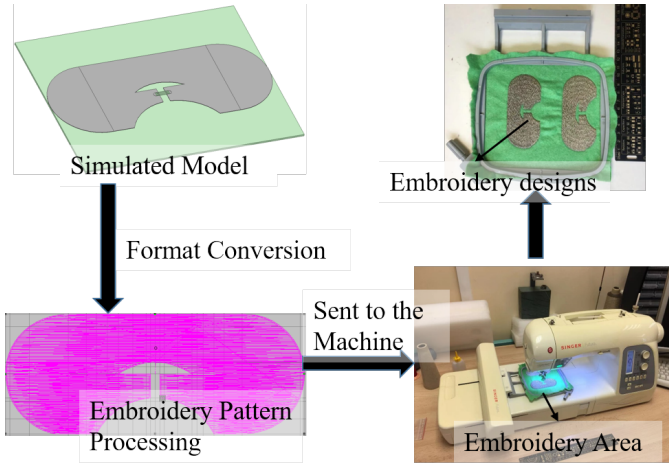 Simulated Model
Embroidery designs
Format Conversion
Sent to the
Machine
Embroidery Pattern
Processing
SINGER
Embroidery Area